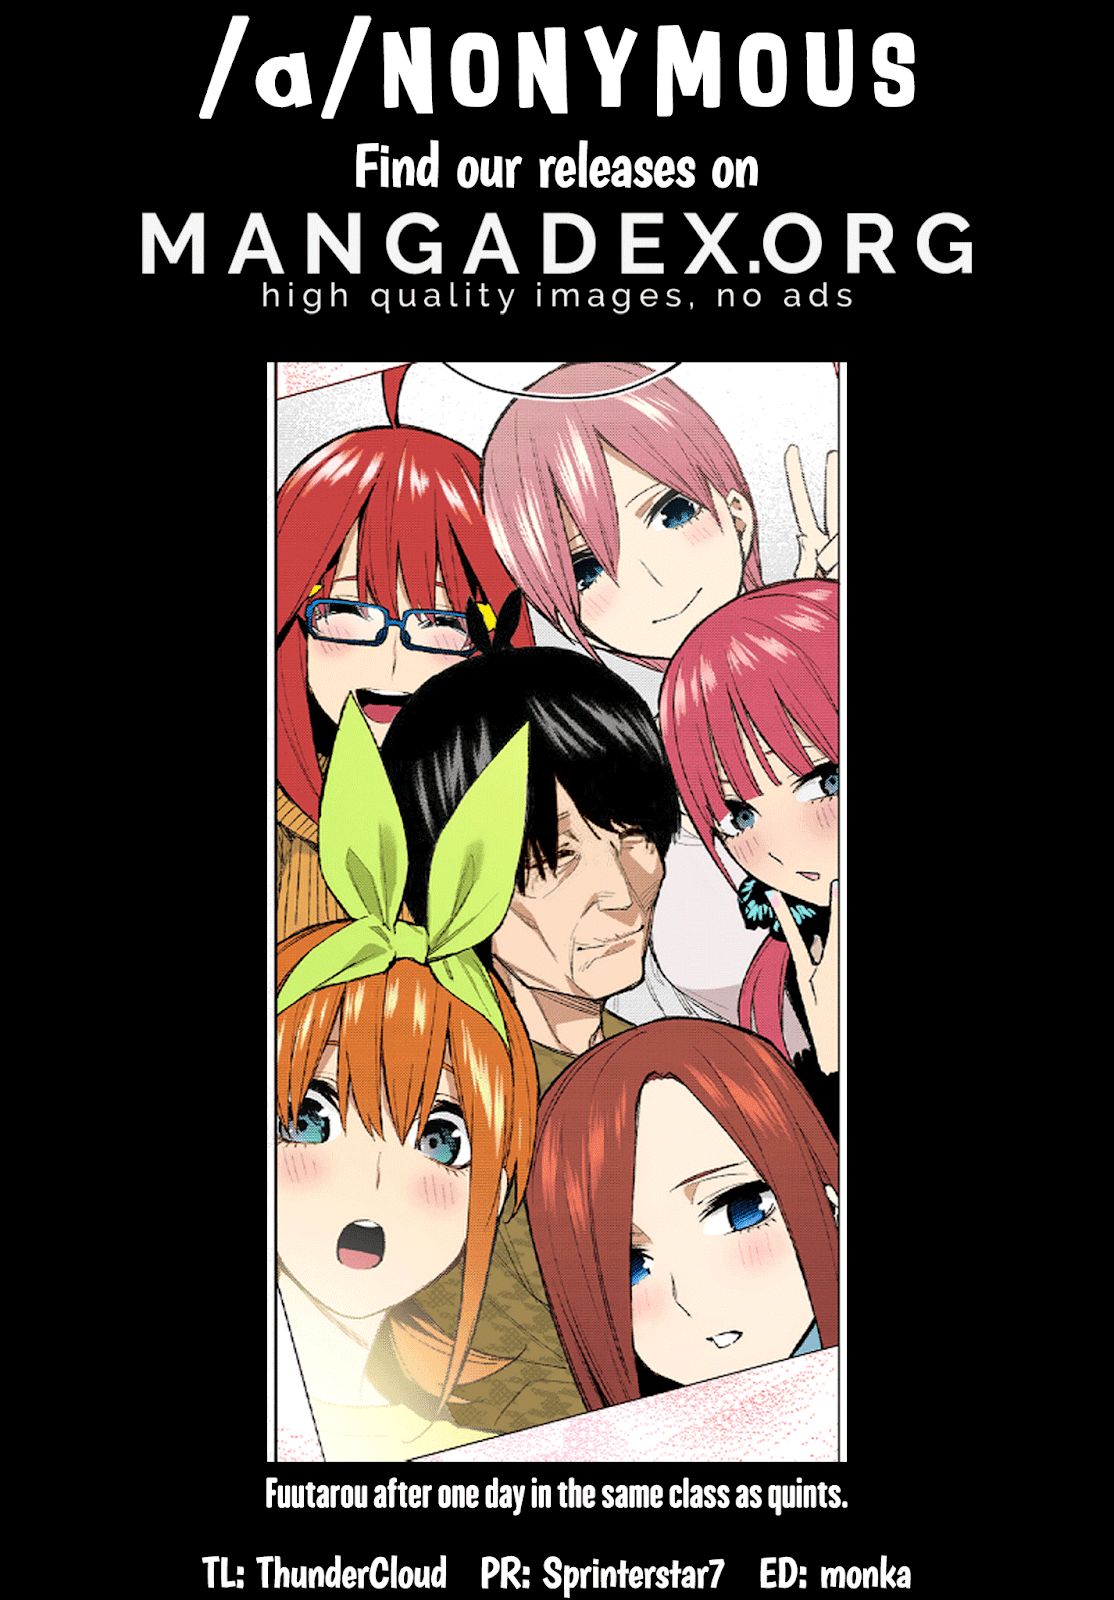 /a/NONYMOUS
Find our releases on
MANGADEX.ORG
high quality images, no ads
Fuutarou after one day in the same class as quints.
TL: ThunderCloud PR: Sprinterstar7 ED: monka